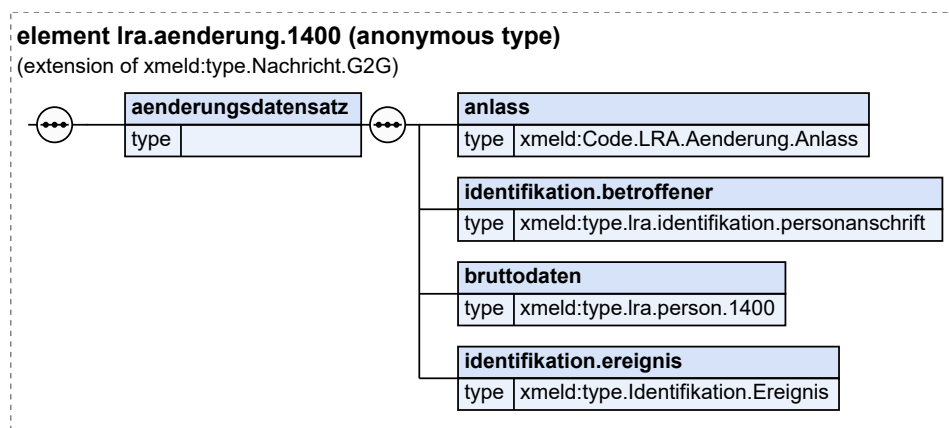 element lra.aenderung.1400 (anonymous type)
(extension of xmeld:type.Nachricht.G2G)
aenderungsdatensatz
type
anlass
type xmeld:Code.LRA.Aenderung.Anlass
identifikation.betroffener
type xmeld:type.lra.identifikation.personanschrift
bruttodaten
type xmeld:type.lra.person.1400
identifikation.ereignis
type xmeld:type.Identifikation.Ereignis